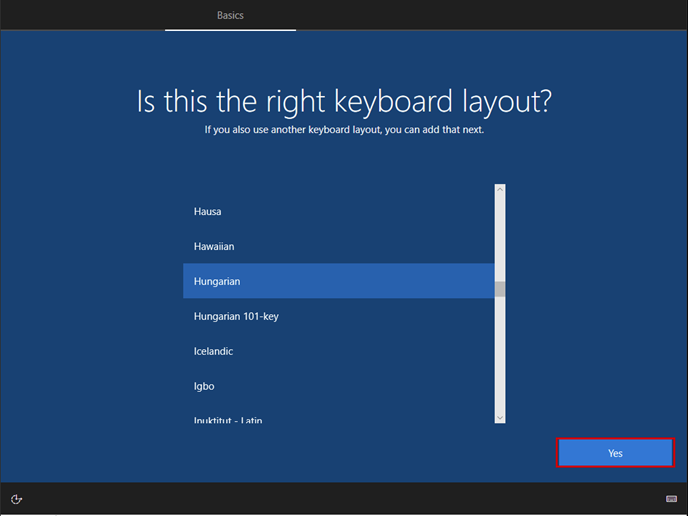 Basics
Is this the right keyboard layout?
If you also use another keyboard layout, you can add that next.
Hausa
Hawaiian
Hungarian
Hungarian 101-key
Icelandic
Igbo
Inuktitut - Latin
Yes